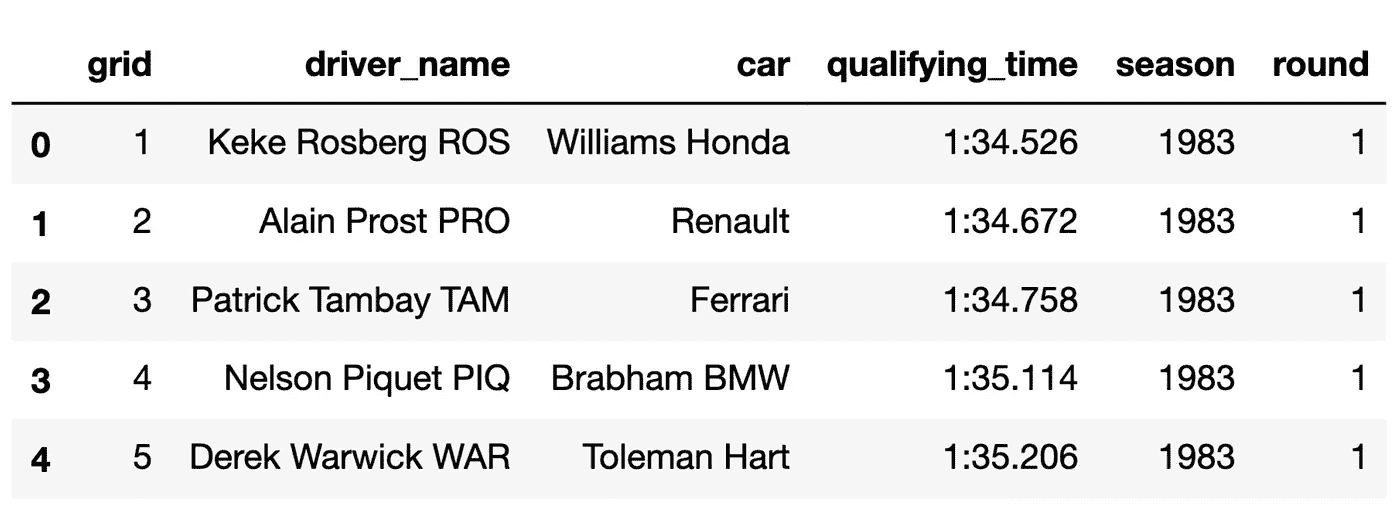 grid driver_name car qualifying_time season round
0 1 Keke Rosberg ROS Williams Honda 1:34.526 1983 1
1 2 Alain Prost PRO Renault 1:34.672 1983 1
2 3 Patrick Tambay TAM Ferrari 1:34.758 1983 1
3 4 Nelson Piquet PIQ Brabham BMW 1:35.114 1983 1
4 5 Derek Warwick WAR Toleman Hart 1:35.206 1983 1